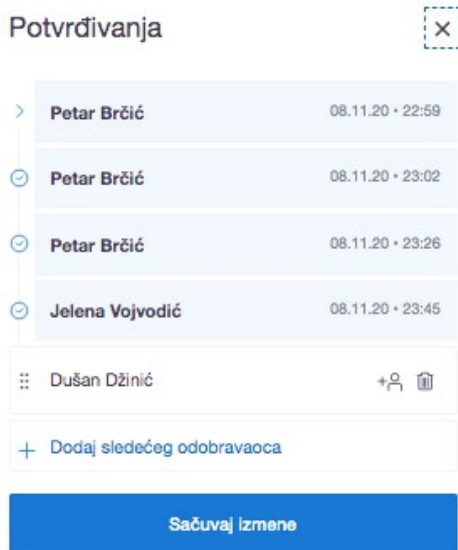 Potvrđivanja
Petar Brčić 08.11.20 • 22:59
Petar Brčić 08.11.20 • 23:02
Petar Brčić 08.11.20 • 23:26
Jelena Vojvodić 08.11.20 • 23:45
Dušan Džinić
Dodaj sledećeg odobravaoca
Sačuvaj izmene